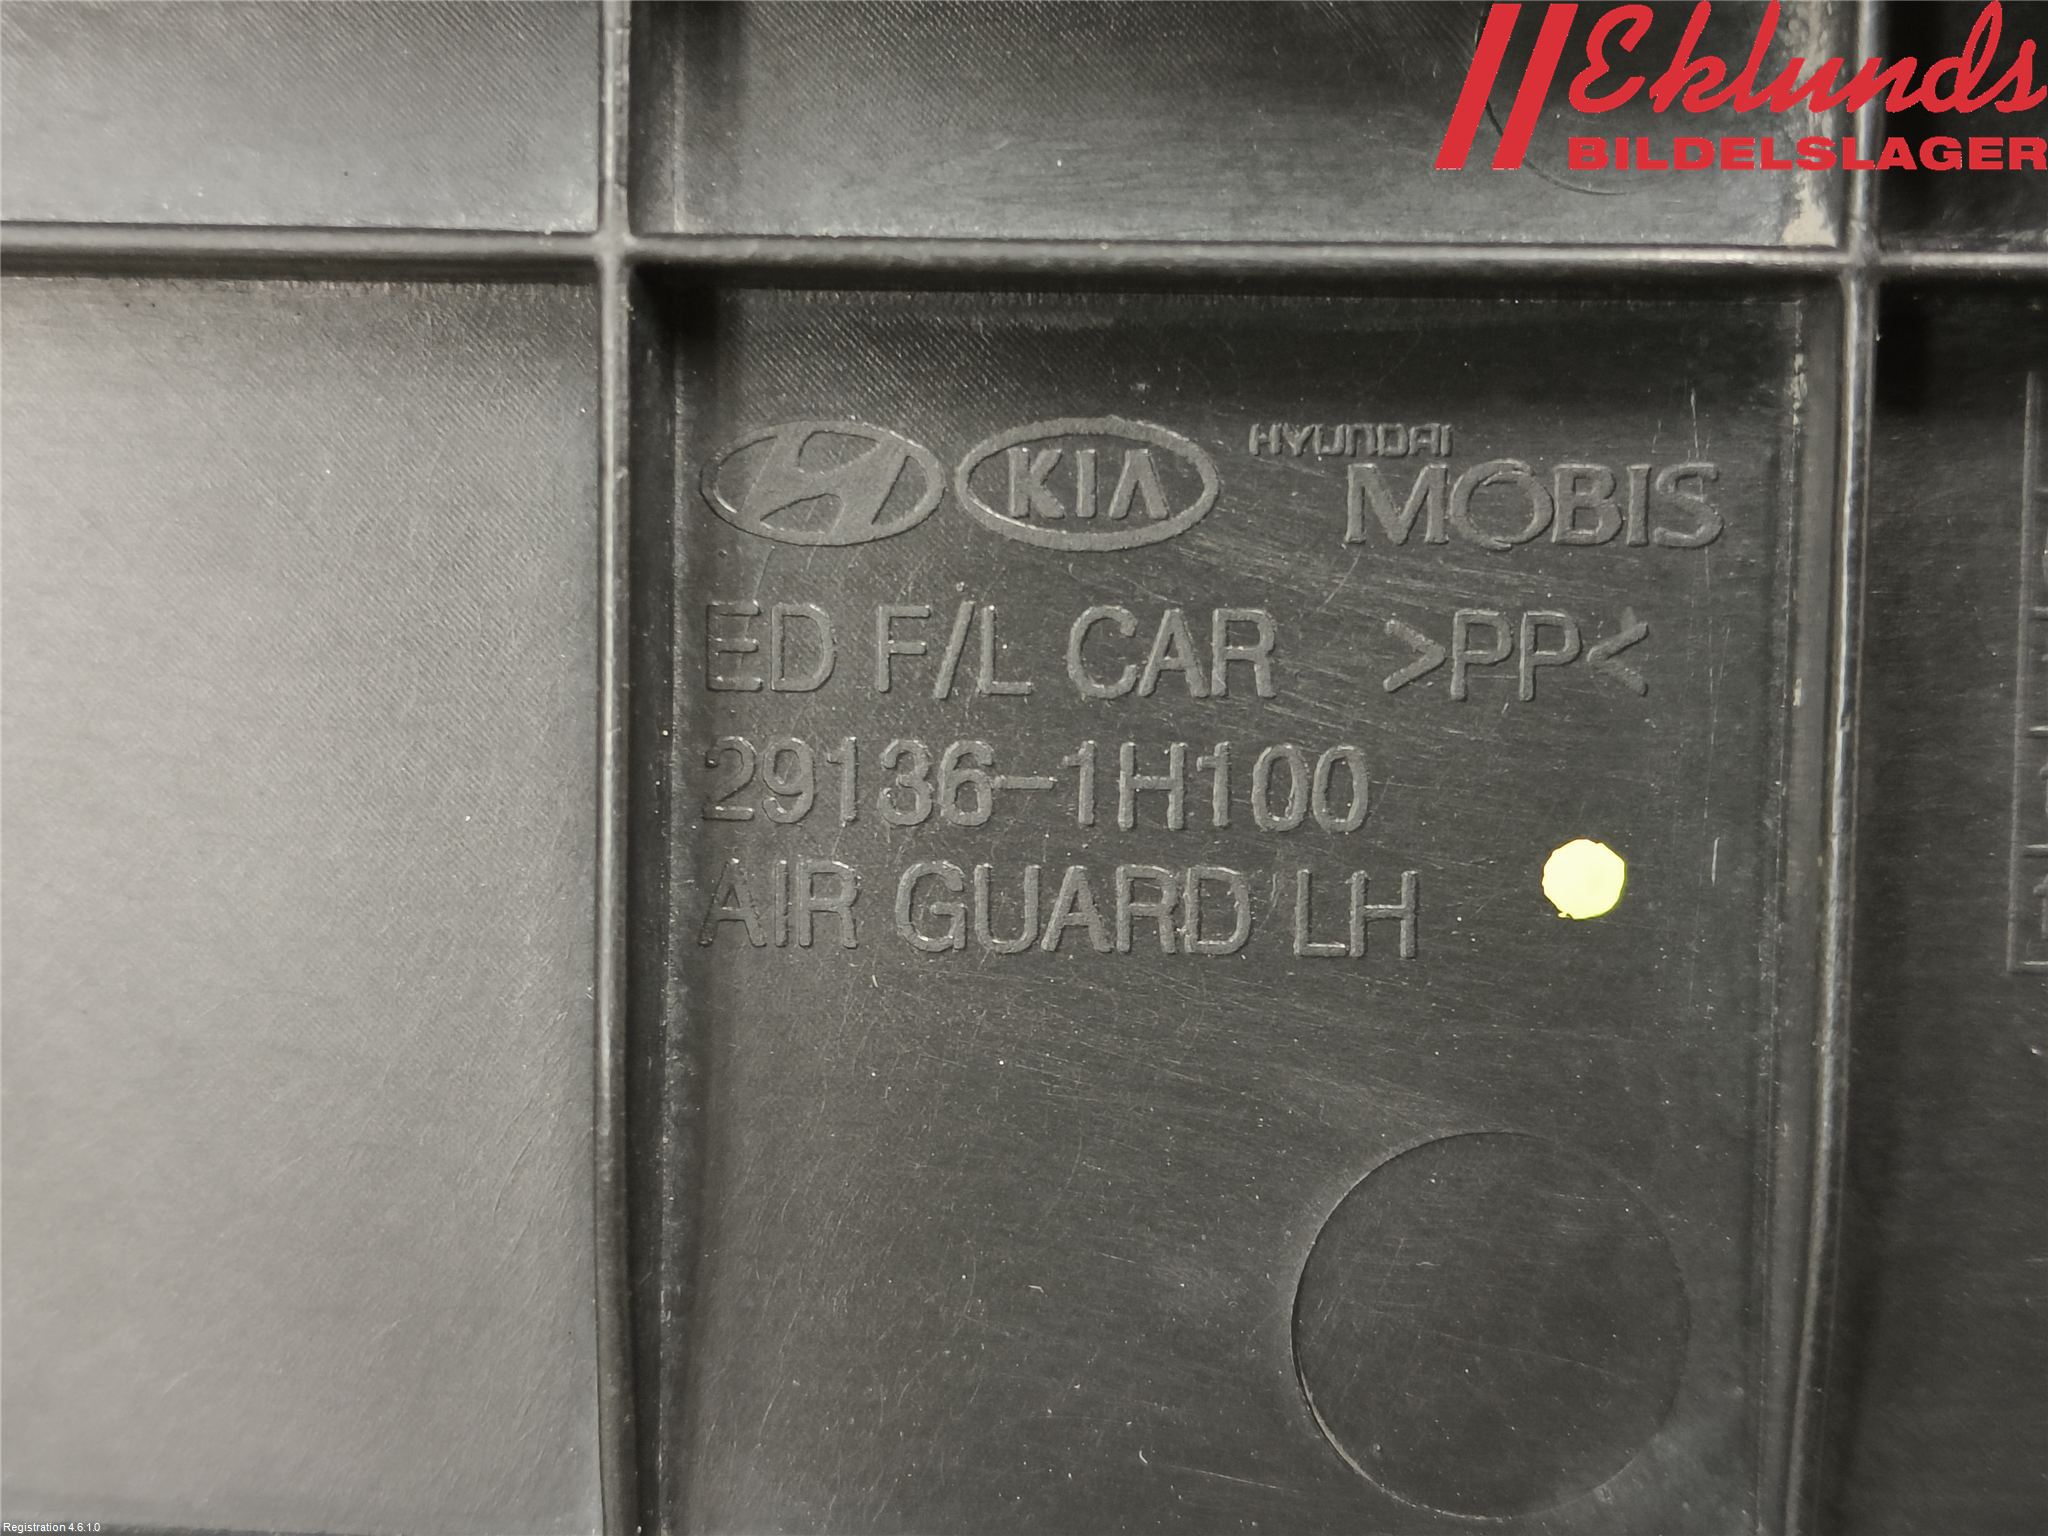 Eklunds
BILDELSLAGER
KIA
HYUNDAI
MOBIS
ED F/L CAR >PP<
29136-1H100
AIR GUARD LH
Registration 4.6.1.0